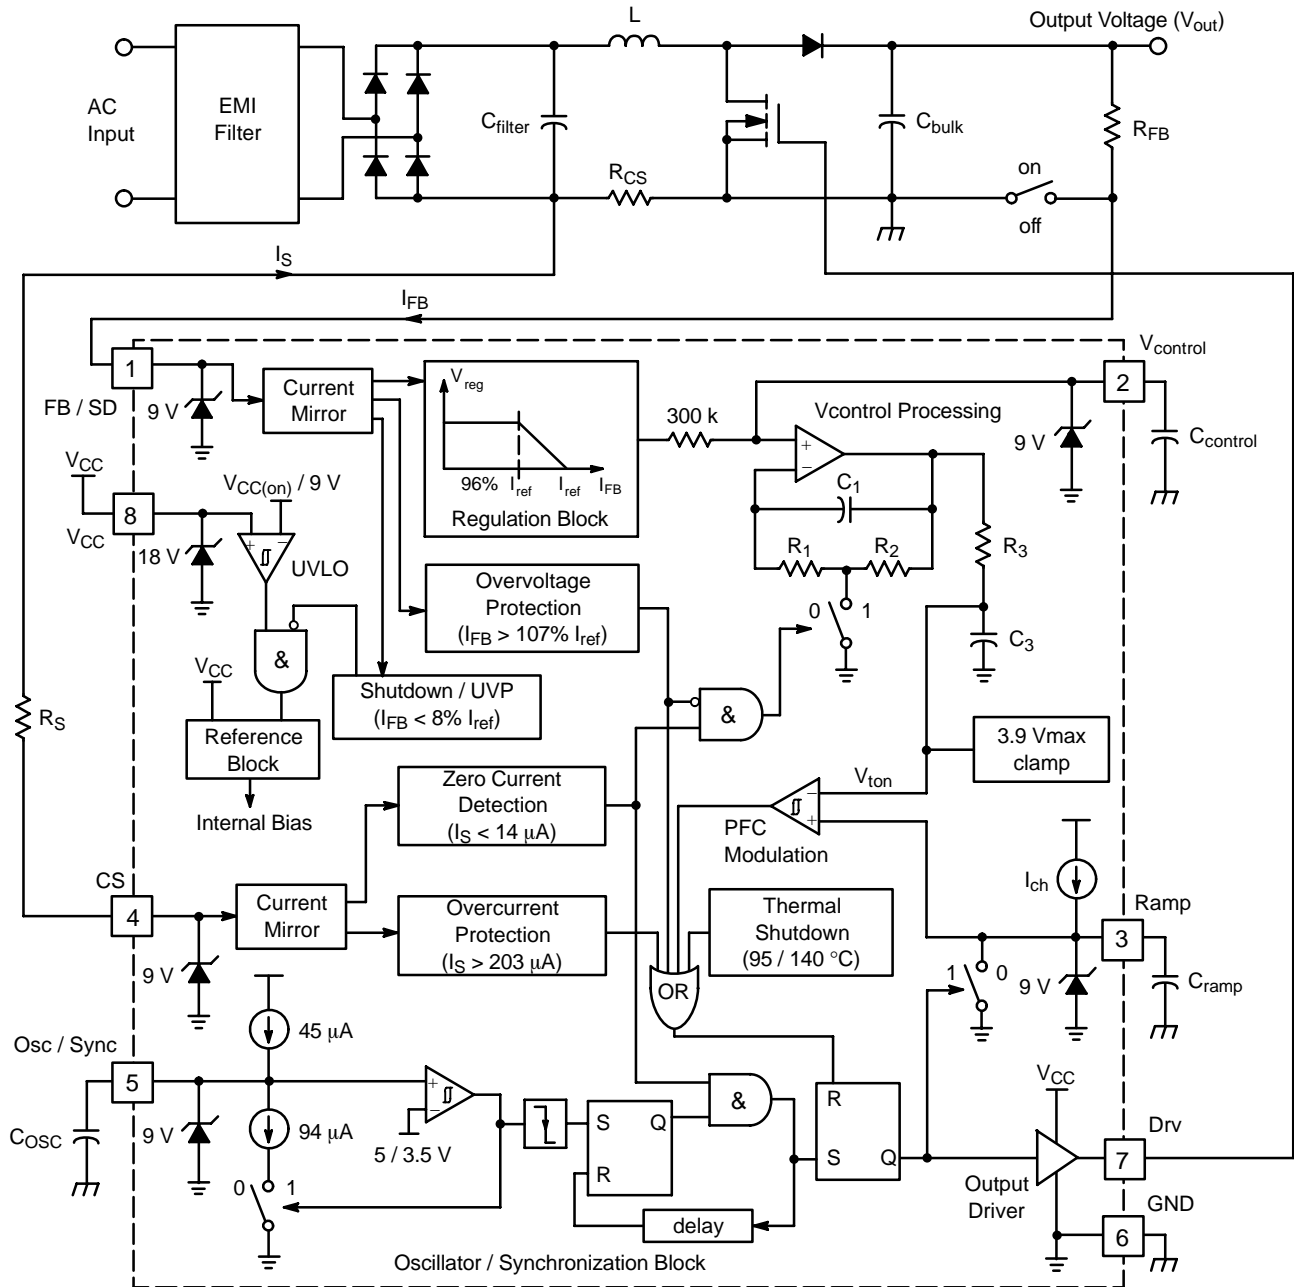 L
Output Voltage (Vout)
AC
Input
EMI
Filter
Cfilter
Cbulk
RFB
RCS
on
off
IS
IFB
1
FB / SD
9 V
Current
Mirror
Vreg
96%
Iref
Iref
IFB
Regulation Block
300 k
Vcontrol Processing
+
−
C1
R1
R2
R3
C3
0
1
Vcontrol
2
9 V
Ccontrol
VCC
8
VCC
18 V
VCC(on) / 9 V
+
−
UVLO
&
Overvoltage
Protection
(IFB > 107% Iref)
Shutdown / UVP
(IFB < 8% Iref)
VCC
Reference
Block
Internal Bias
RS
&
3.9 Vmax
clamp
Vton
−
+
PFC
Modulation
Zero Current
Detection
(IS < 14 μA)
CS
4
9 V
Current
Mirror
Overcurrent
Protection
(IS > 203 μA)
Thermal
Shutdown
(95 / 140 °C)
OR
Ich
Ramp
3
1
0
9 V
Cramp
Osc / Sync
5
COSC
9 V
45 μA
94 μA
0
1
+
−
5 / 3.5 V
S
Q
R
&
delay
R
S
Q
VCC
Output
Driver
Drv
7
GND
6
Oscillator / Synchronization Block